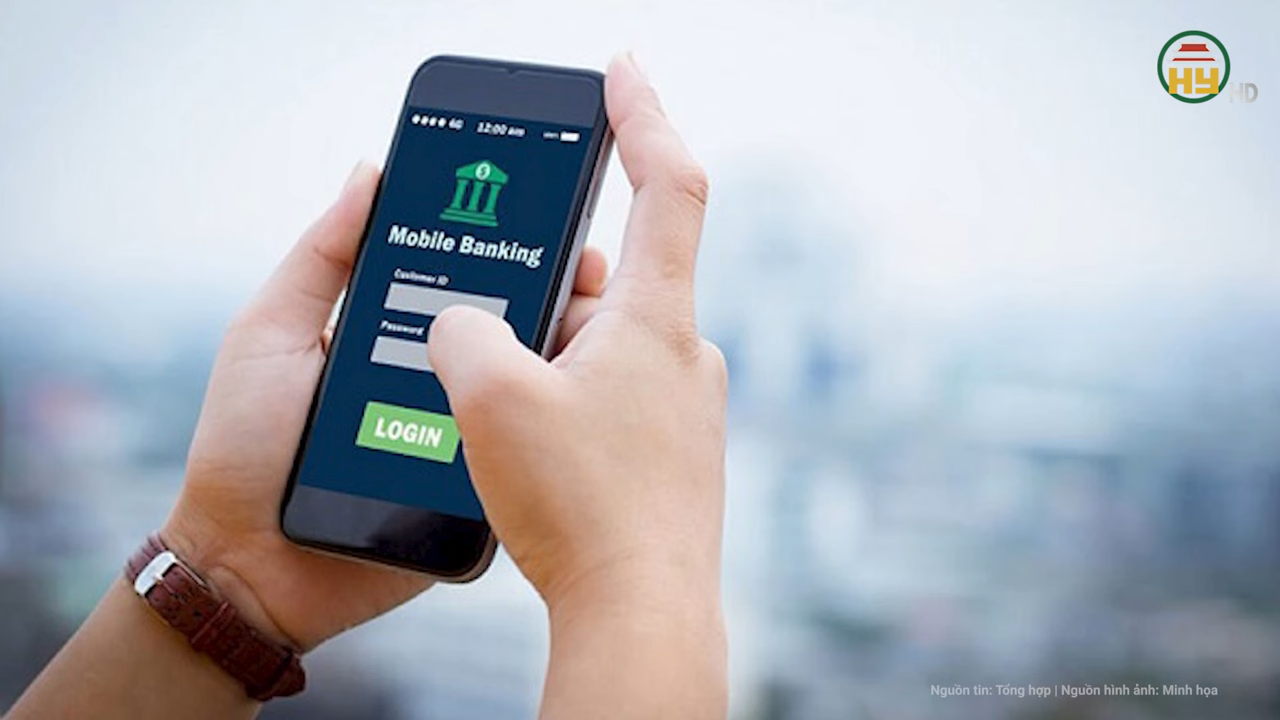 HY HD
4G 12:00 am
Mobile Banking
Customer ID
Password
LOGIN
Nguồn tin: Tổng hợp | Nguồn hình ảnh: Minh họa